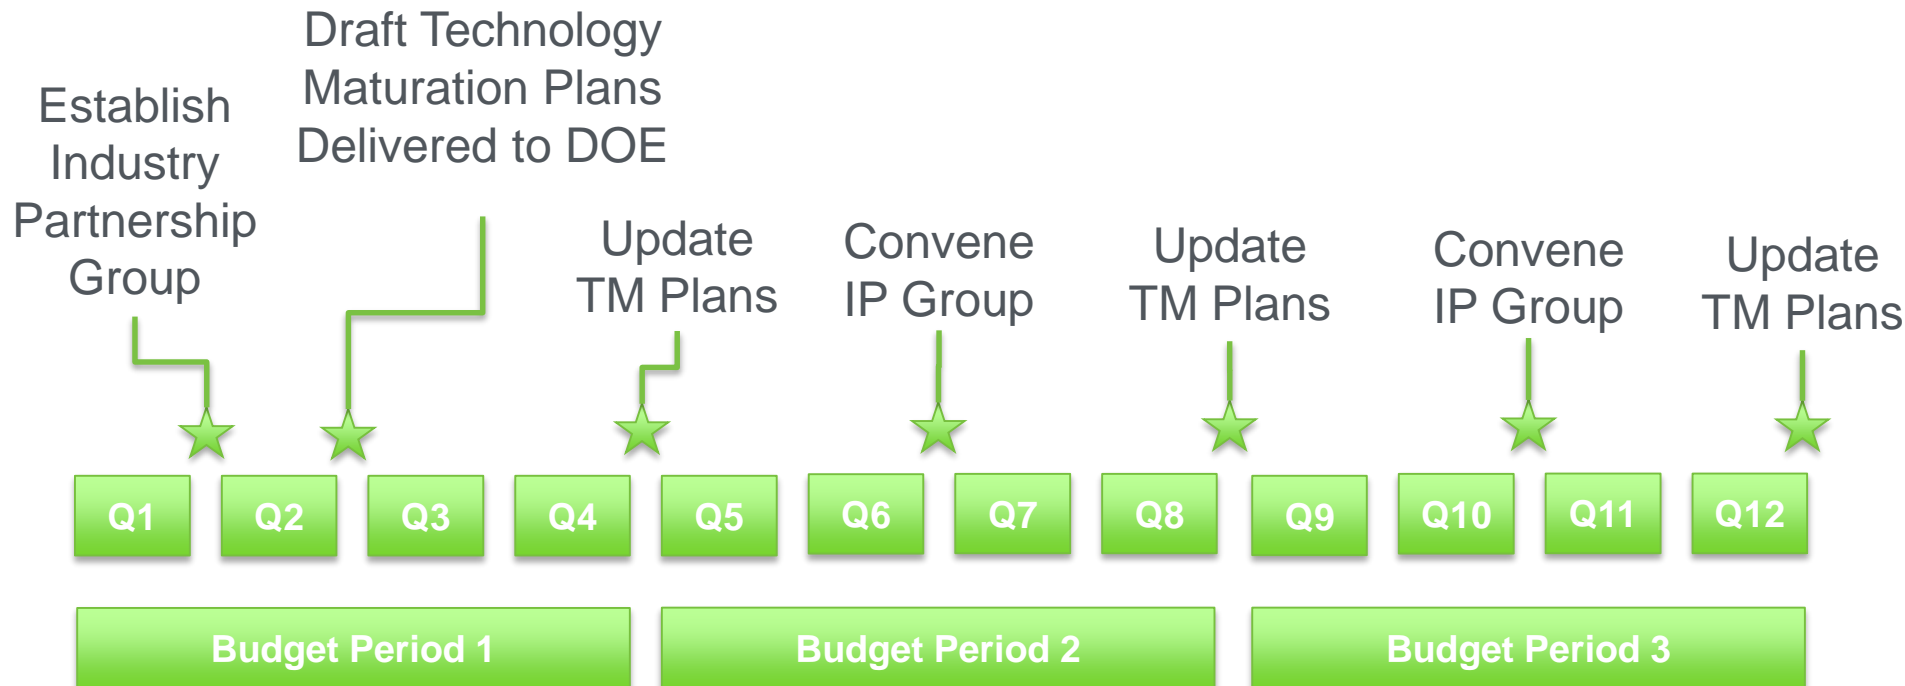 Establish
Industry
Partnership
Group
Draft Technology
Maturation Plans
Delivered to DOE
Update
TM Plans
Convene
IP Group
Update
TM Plans
Convene
IP Group
Update
TM Plans
Q1
Q2
Q3
Q4
Q5
Q6
Q7
Q8
Q9
Q10
Q11
Q12
Budget Period 1
Budget Period 2
Budget Period 3